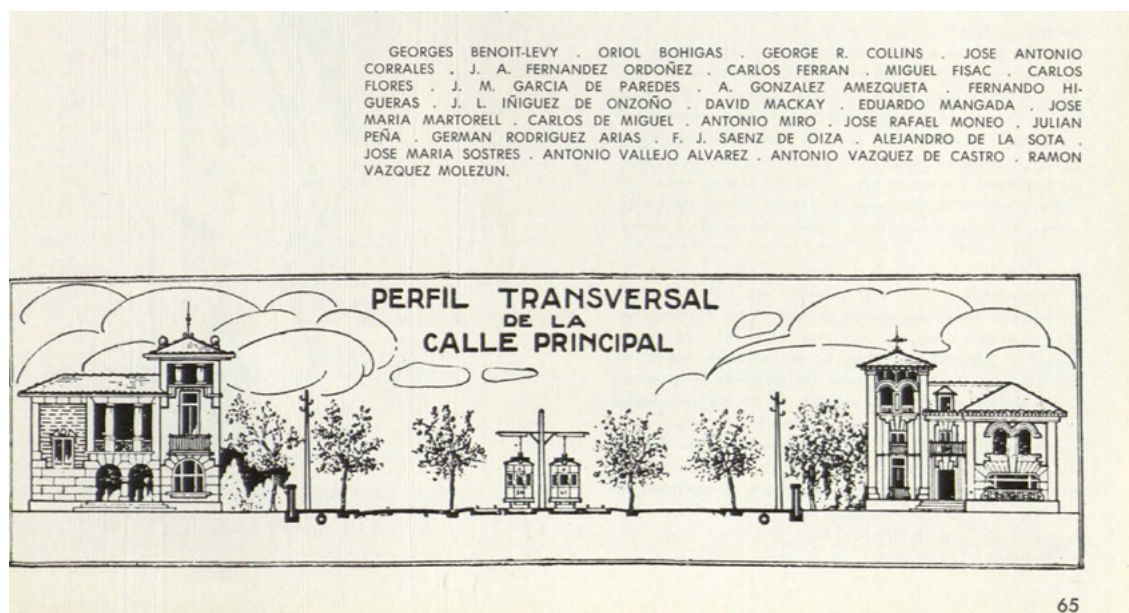 GEORGES BENOIT-LEVY . ORIOL BOHIGAS . GEORGE R. COLLINS . JOSE ANTONIO
CORRALES . J. A. FERNANDEZ ORDOÑEZ . CARLOS FERRAN . MIGUEL FISAC . CARLOS
FLORES . J. M. GARCIA DE PAREDES . A. GONZALEZ AMEZQUETA . FERNANDO HI-
GUERAS . J. L. IÑIGUEZ DE ONZOÑO . DAVID MACKAY . EDUARDO MANGADA . JOSE
MARIA MARTORELL . CARLOS DE MIGUEL . ANTONIO MIRO . JOSE RAFAEL MONEO . JULIAN
PEÑA . GERMAN RODRIGUEZ ARIAS . F. J. SAENZ DE OIZA . ALEJANDRO DE LA SOTA .
JOSE MARIA SOSTRES . ANTONIO VALLEJO ALVAREZ . ANTONIO VAZQUEZ DE CASTRO . RAMON
VAZQUEZ MOLEZUN.
PERFIL TRANSVERSAL
DE LA
CALLE PRINCIPAL
65